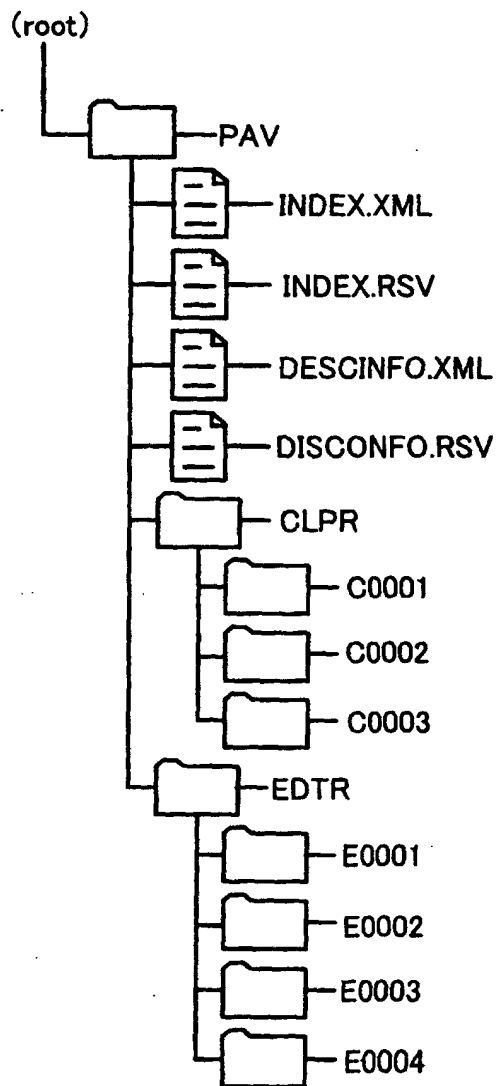 (root)
PAV
INDEX.XML
INDEX.RSV
DESCINFO.XML
DISCONFO.RSV
CLPR
C0001
C0002
C0003
EDTR
E0001
E0002
E0003
E0004